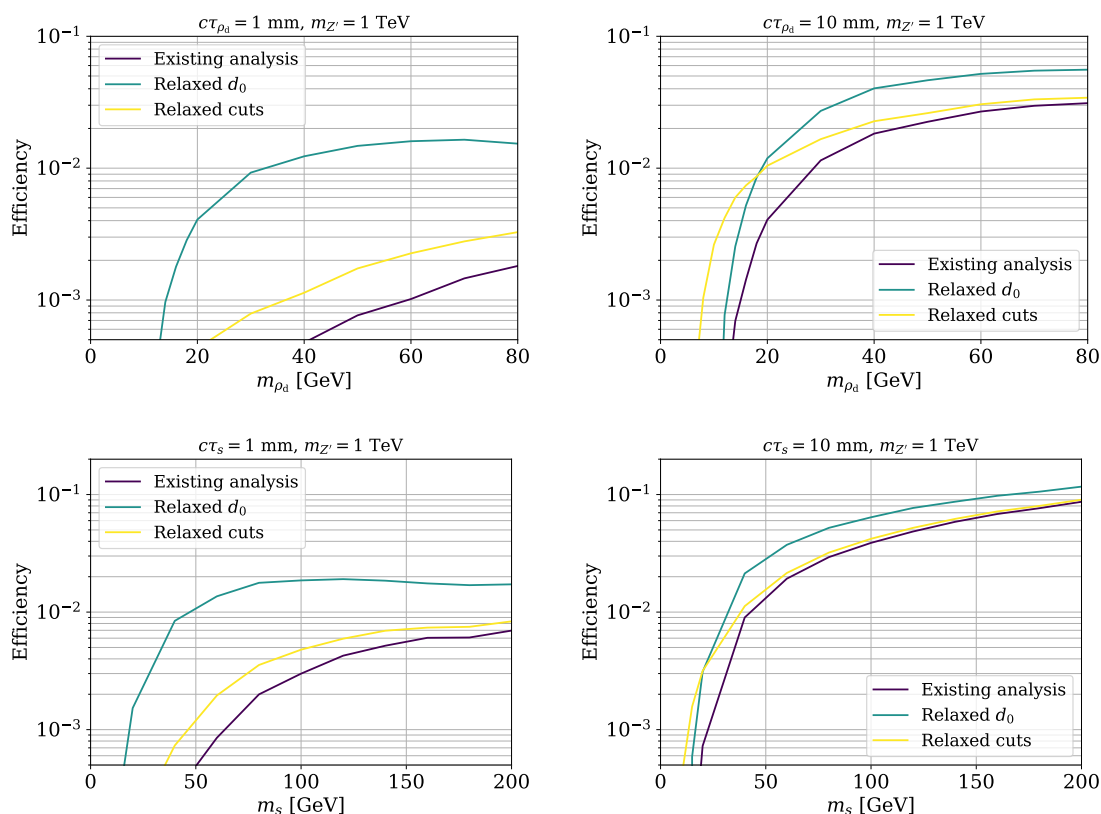 cτ_ρd = 1 mm, m_Z′ = 1 TeV
10⁻¹
10⁻²
10⁻³
Efficiency
Existing analysis
Relaxed d₀
Relaxed cuts
0 20 40 60 80
m_ρd [GeV]
cτ_ρd = 10 mm, m_Z′ = 1 TeV
10⁻¹
10⁻²
10⁻³
Efficiency
Existing analysis
Relaxed d₀
Relaxed cuts
0 20 40 60 80
m_ρd [GeV]
cτ_s = 1 mm, m_Z′ = 1 TeV
10⁻¹
10⁻²
10⁻³
Efficiency
Existing analysis
Relaxed d₀
Relaxed cuts
0 50 100 150 200
m_s [GeV]
cτ_s = 10 mm, m_Z′ = 1 TeV
10⁻¹
10⁻²
10⁻³
Efficiency
Existing analysis
Relaxed d₀
Relaxed cuts
0 50 100 150 200
m_s [GeV]